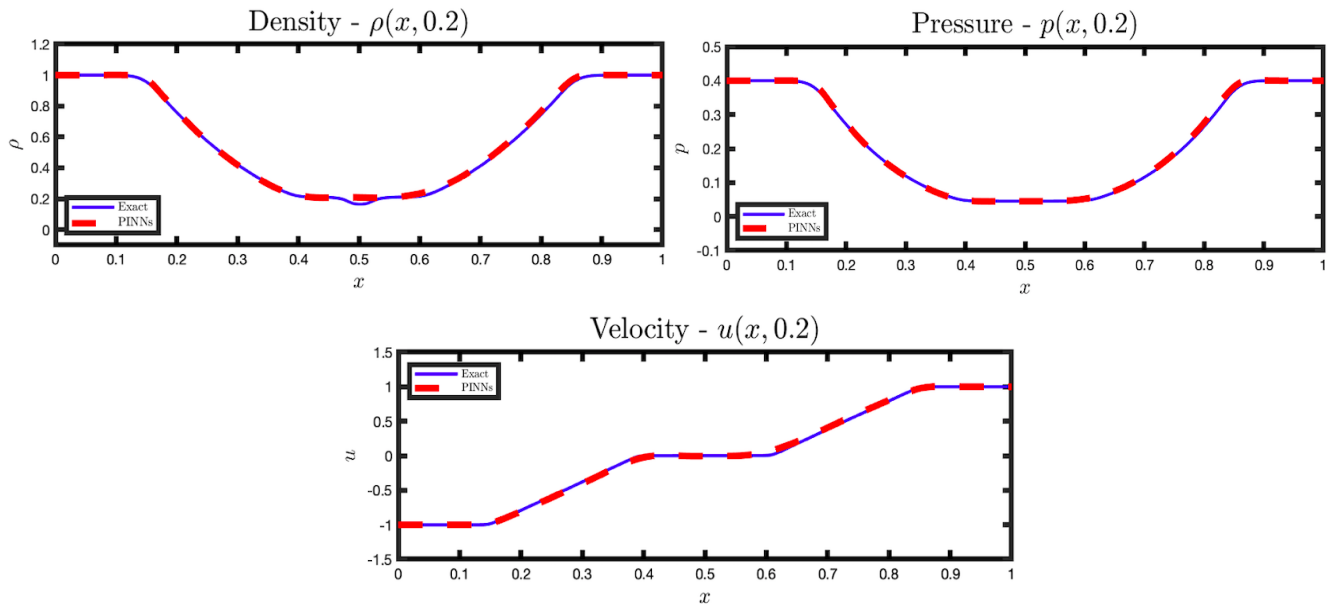 Density - ρ(x, 0.2)
1.2
1
0.8
0.6
0.4
0.2
0
ρ
Exact
PINNs
0 0.1 0.2 0.3 0.4 0.5 0.6 0.7 0.8 0.9 1
x
Pressure - p(x, 0.2)
0.5
0.4
0.3
0.2
0.1
0
-0.1
p
Exact
PINNs
0 0.1 0.2 0.3 0.4 0.5 0.6 0.7 0.8 0.9 1
x
Velocity - u(x, 0.2)
1.5
1
0.5
0
-0.5
-1
-1.5
u
Exact
PINNs
0 0.1 0.2 0.3 0.4 0.5 0.6 0.7 0.8 0.9 1
x